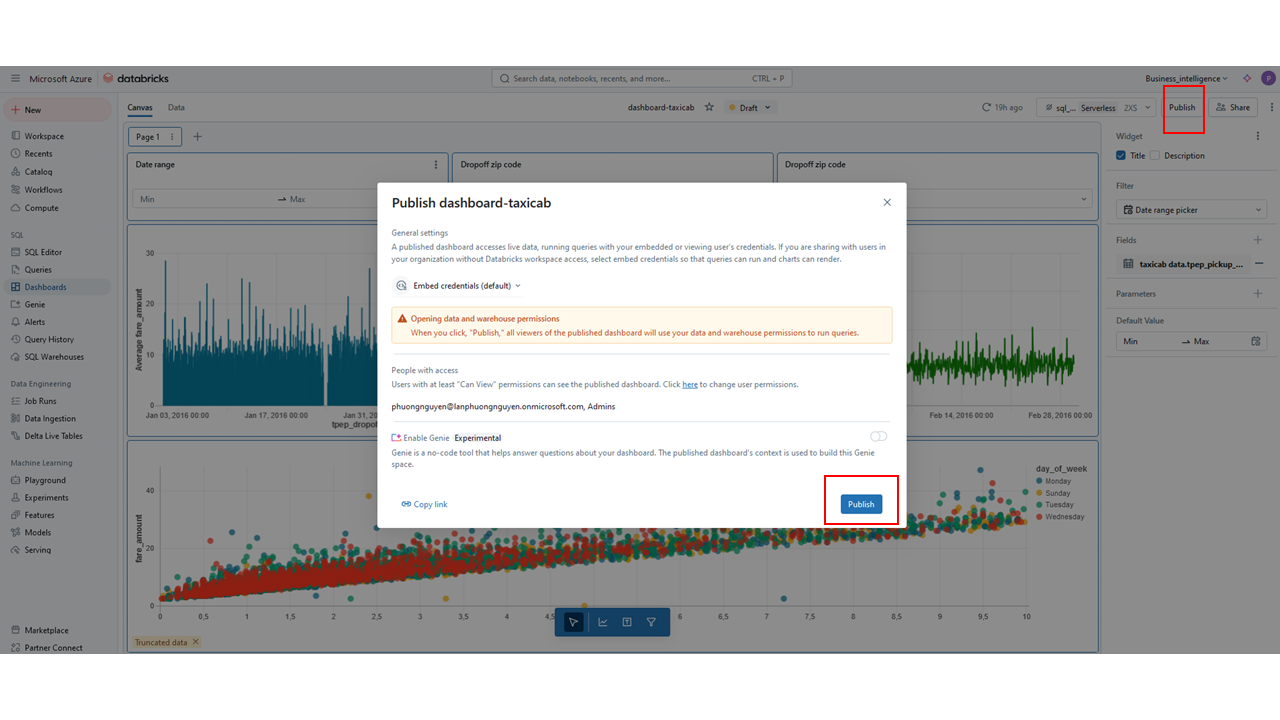 Microsoft Azure databricks
Search data, notebooks, recents, and more... CTRL + P
Business_intelligence
P
New
Workspace
Recents
Catalog
Workflows
Compute
SQL
SQL Editor
Queries
Dashboards
Genie
Alerts
Query History
SQL Warehouses
Data Engineering
Job Runs
Data Ingestion
Delta Live Tables
Machine Learning
Playground
Experiments
Features
Models
Serving
Marketplace
Partner Connect
Canvas Data
dashboard-taxicab Draft
19h ago sql_... Serverless 2XS Publish Share
Page 1
Date range
Min Max
Dropoff zip code
Dropoff zip code
Average fare_amount
30
20
10
0
Jan 03, 2016 00:00 Jan 17, 2016 00:00 Jan 31,
tpep_dropof
Feb 14, 2016 00:00 Feb 28, 2016 00:00
Publish dashboard-taxicab
General settings
A published dashboard accesses live data, running queries with your embedded or viewing user's credentials. If you are sharing with users in
your organization without Databricks workspace access, select embed credentials so that queries can run and charts can render.
Embed credentials (default)
Opening data and warehouse permissions
When you click, "Publish," all viewers of the published dashboard will use your data and warehouse permissions to run queries.
People with access
Users with at least "Can View" permissions can see the published dashboard. Click here to change user permissions.
phuongnguyen@lanphuongnguyen.onmicrosoft.com, Admins
Enable Genie Experimental
Genie is a no-code tool that helps answer questions about your dashboard. The published dashboard's context is used to build this Genie
space.
Copy link
Publish
fare_amount
40
20
0
0 0,5 1 1,5 2 2,5 3 3,5 4 4,5 6 6,5 7 7,5 8 8,5 9 9,5 10
day_of_week
Monday
Sunday
Tuesday
Wednesday
Truncated data
Widget
Title Description
Filter
Date range picker
Fields
taxicab data.tpep_pickup_...
Parameters
Default Value
Min Max